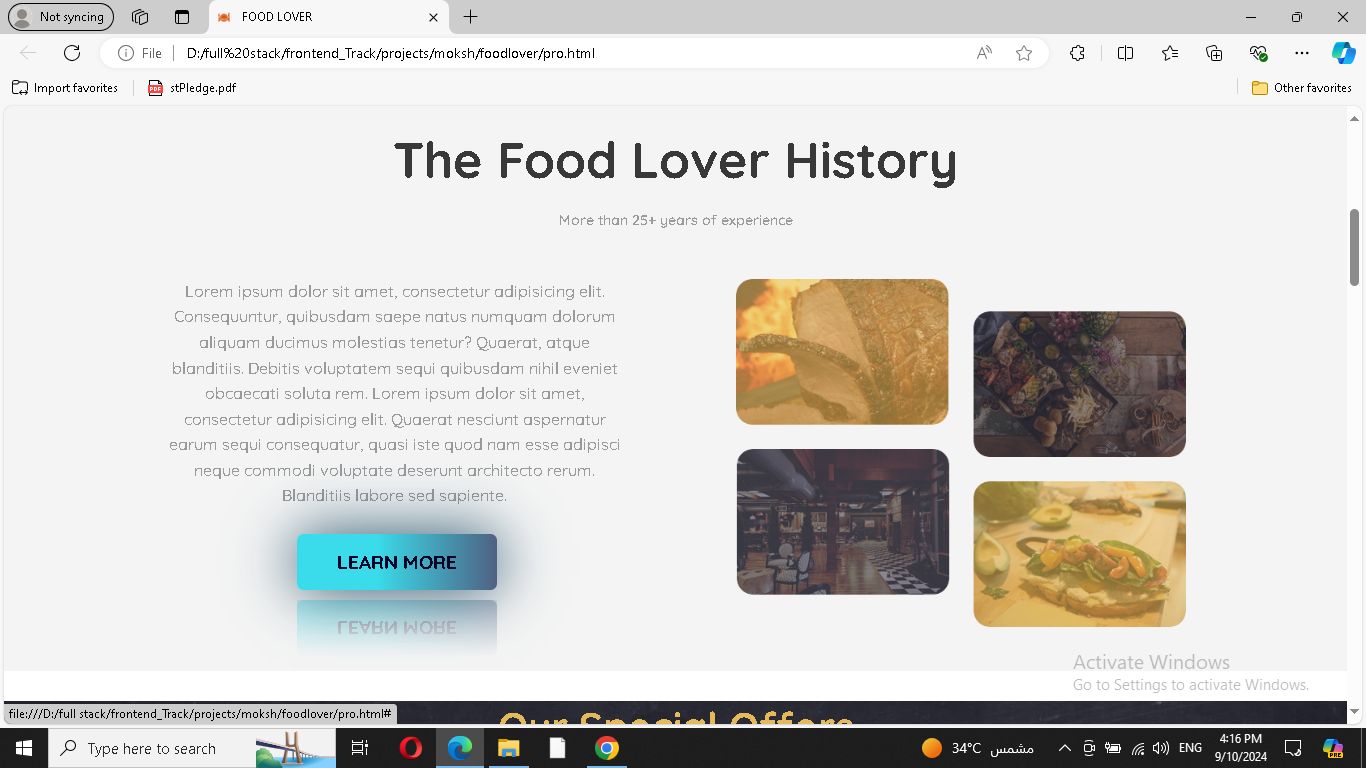 Not syncing
FOOD LOVER
File
D:/full%20stack/frontend_Track/projects/moksh/foodlover/pro.html
Import favorites
PDF
stPledge.pdf
Other favorites
The Food Lover History
More than 25+ years of experience
Lorem ipsum dolor sit amet, consectetur adipisicing elit.
Consequuntur, quibusdam saepe natus numquam dolorum
aliquam ducimus molestias tenetur? Quaerat, atque
blanditiis. Debitis voluptatem sequi quibusdam nihil eveniet
obcaecati soluta rem. Lorem ipsum dolor sit amet,
consectetur adipisicing elit. Quaerat nesciunt aspernatur
earum sequi consequatur, quasi iste quod nam esse adipisci
neque commodi voluptate deserunt architecto rerum.
Blanditiis labore sed sapiente.
LEARN MORE
LEARN MORE
Activate Windows
Go to Settings to activate Windows.
file:///D:/full stack/frontend_Track/projects/moksh/foodlover/pro.html#
Our Special Offers
Type here to search
34°C مشمس
ENG
4:16 PM
9/10/2024
PRE